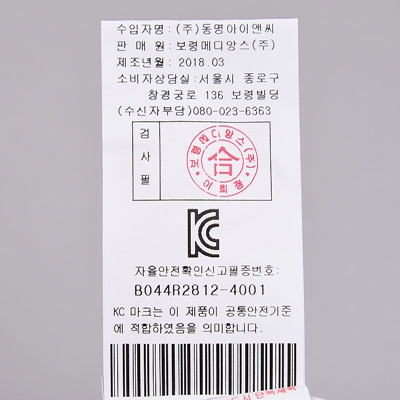 수입자명 : (주)동명아이앤씨
판 매 원 : 보령메디앙스(주)
제조년월 : 2018.03
소비자상담실:서울시 종로구
창경궁로 136 보령빌딩
(수신자부담)080-023-6363
검사필
보령메디앙스(주)
合
KC
자율안전확인신고필증번호:
B044R2812-4001
KC 마크는 이 제품이 공통안전기준
에 적합하였음을 의미합니다.